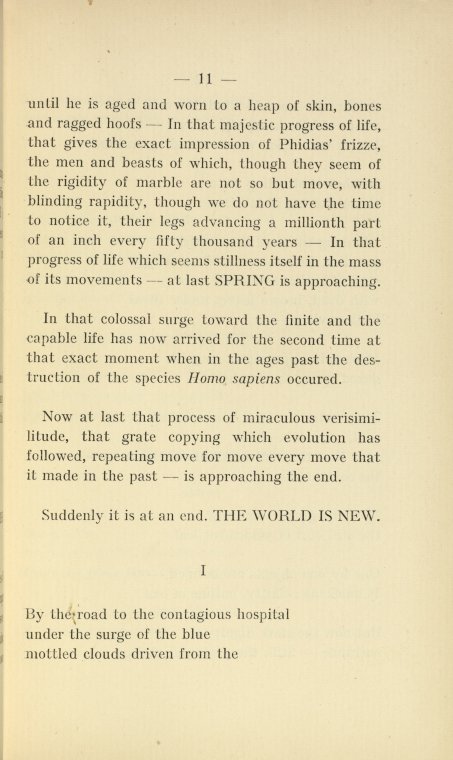 — 11 —
until he is aged and worn to a heap of skin, bones
and ragged hoofs — In that majestic progress of life,
that gives the exact impression of Phidias' frizze,
the men and beasts of which, though they seem of
the rigidity of marble are not so but move, with
blinding rapidity, though we do not have the time
to notice it, their legs advancing a millionth part
of an inch every fifty thousand years — In that
progress of life which seems stillness itself in the mass
of its movements — at last SPRING is approaching.
In that colossal surge toward the finite and the
capable life has now arrived for the second time at
that exact moment when in the ages past the des-
truction of the species Homo sapiens occured.
Now at last that process of miraculous verisimi-
litude, that grate copying which evolution has
followed, repeating move for move every move that
it made in the past — is approaching the end.
Suddenly it is at an end. THE WORLD IS NEW.
I
By the road to the contagious hospital
under the surge of the blue
mottled clouds driven from the